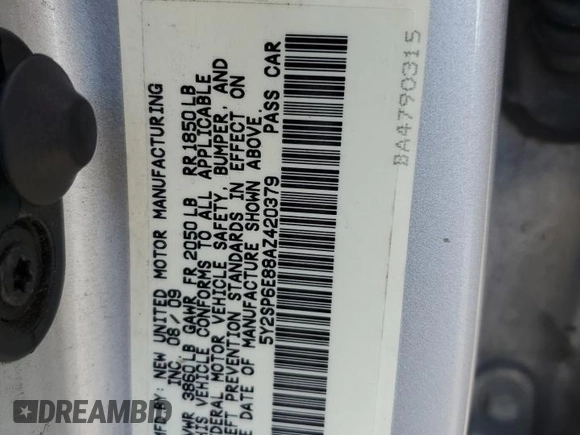 MFD.BY: NEW UNITED MOTOR MANUFACTURING
INC. 08/09
VWR 3860LB GAWR FR 2050LB RR1850LB
THIS VEHICLE CONFORMS TO ALL APPLICABLE
FEDERAL MOTOR VEHICLE SAFETY, BUMPER, AND
THEFT PREVENTION STANDARDS IN EFFECT ON
THE DATE OF MANUFACTURE SHOWN ABOVE.
5Y2SP6E88AZ420379 PASS CAR
BA4790315
DREAMBID